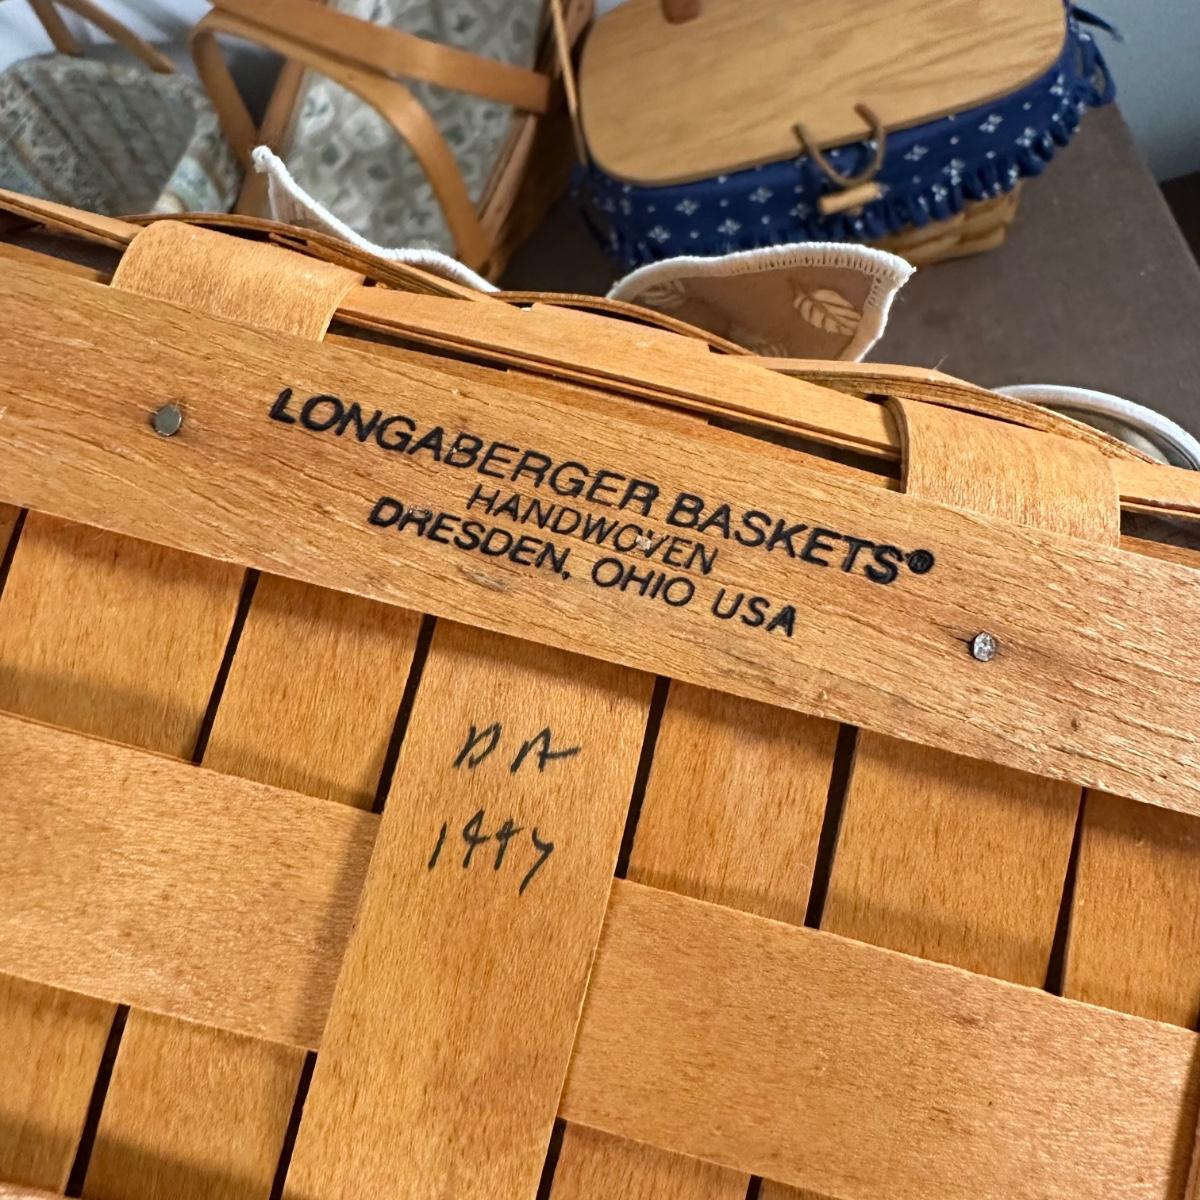 LONGABERGER BASKETS®
HANDWOVEN
DRESDEN, OHIO USA
DA
1997